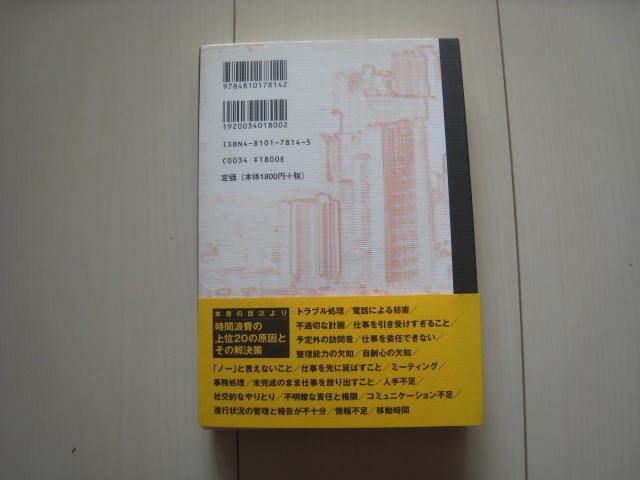 9784810178142
1920034018002
ISBN4-8101-7814-5
C0034 ¥1800E
定価（本体1800円+税）
本書の目次より
時間浪費の
上位20の原因と
その解決策
トラブル処理／電話による妨害／
不適切な計画／仕事を引き受けすぎること／
予定外の訪問者／仕事を委任できない／
整理能力の欠如／自制心の欠如／
「ノー」と言えないこと／仕事を先に延ばすこと／ミーティング／
事務処理／未完成のまま仕事を放り出すこと／人手不足／
社交的なやりとり／不明瞭な責任と権限／コミュニケーション不足／
進行状況の管理と報告が不十分／情報不足／移動時間